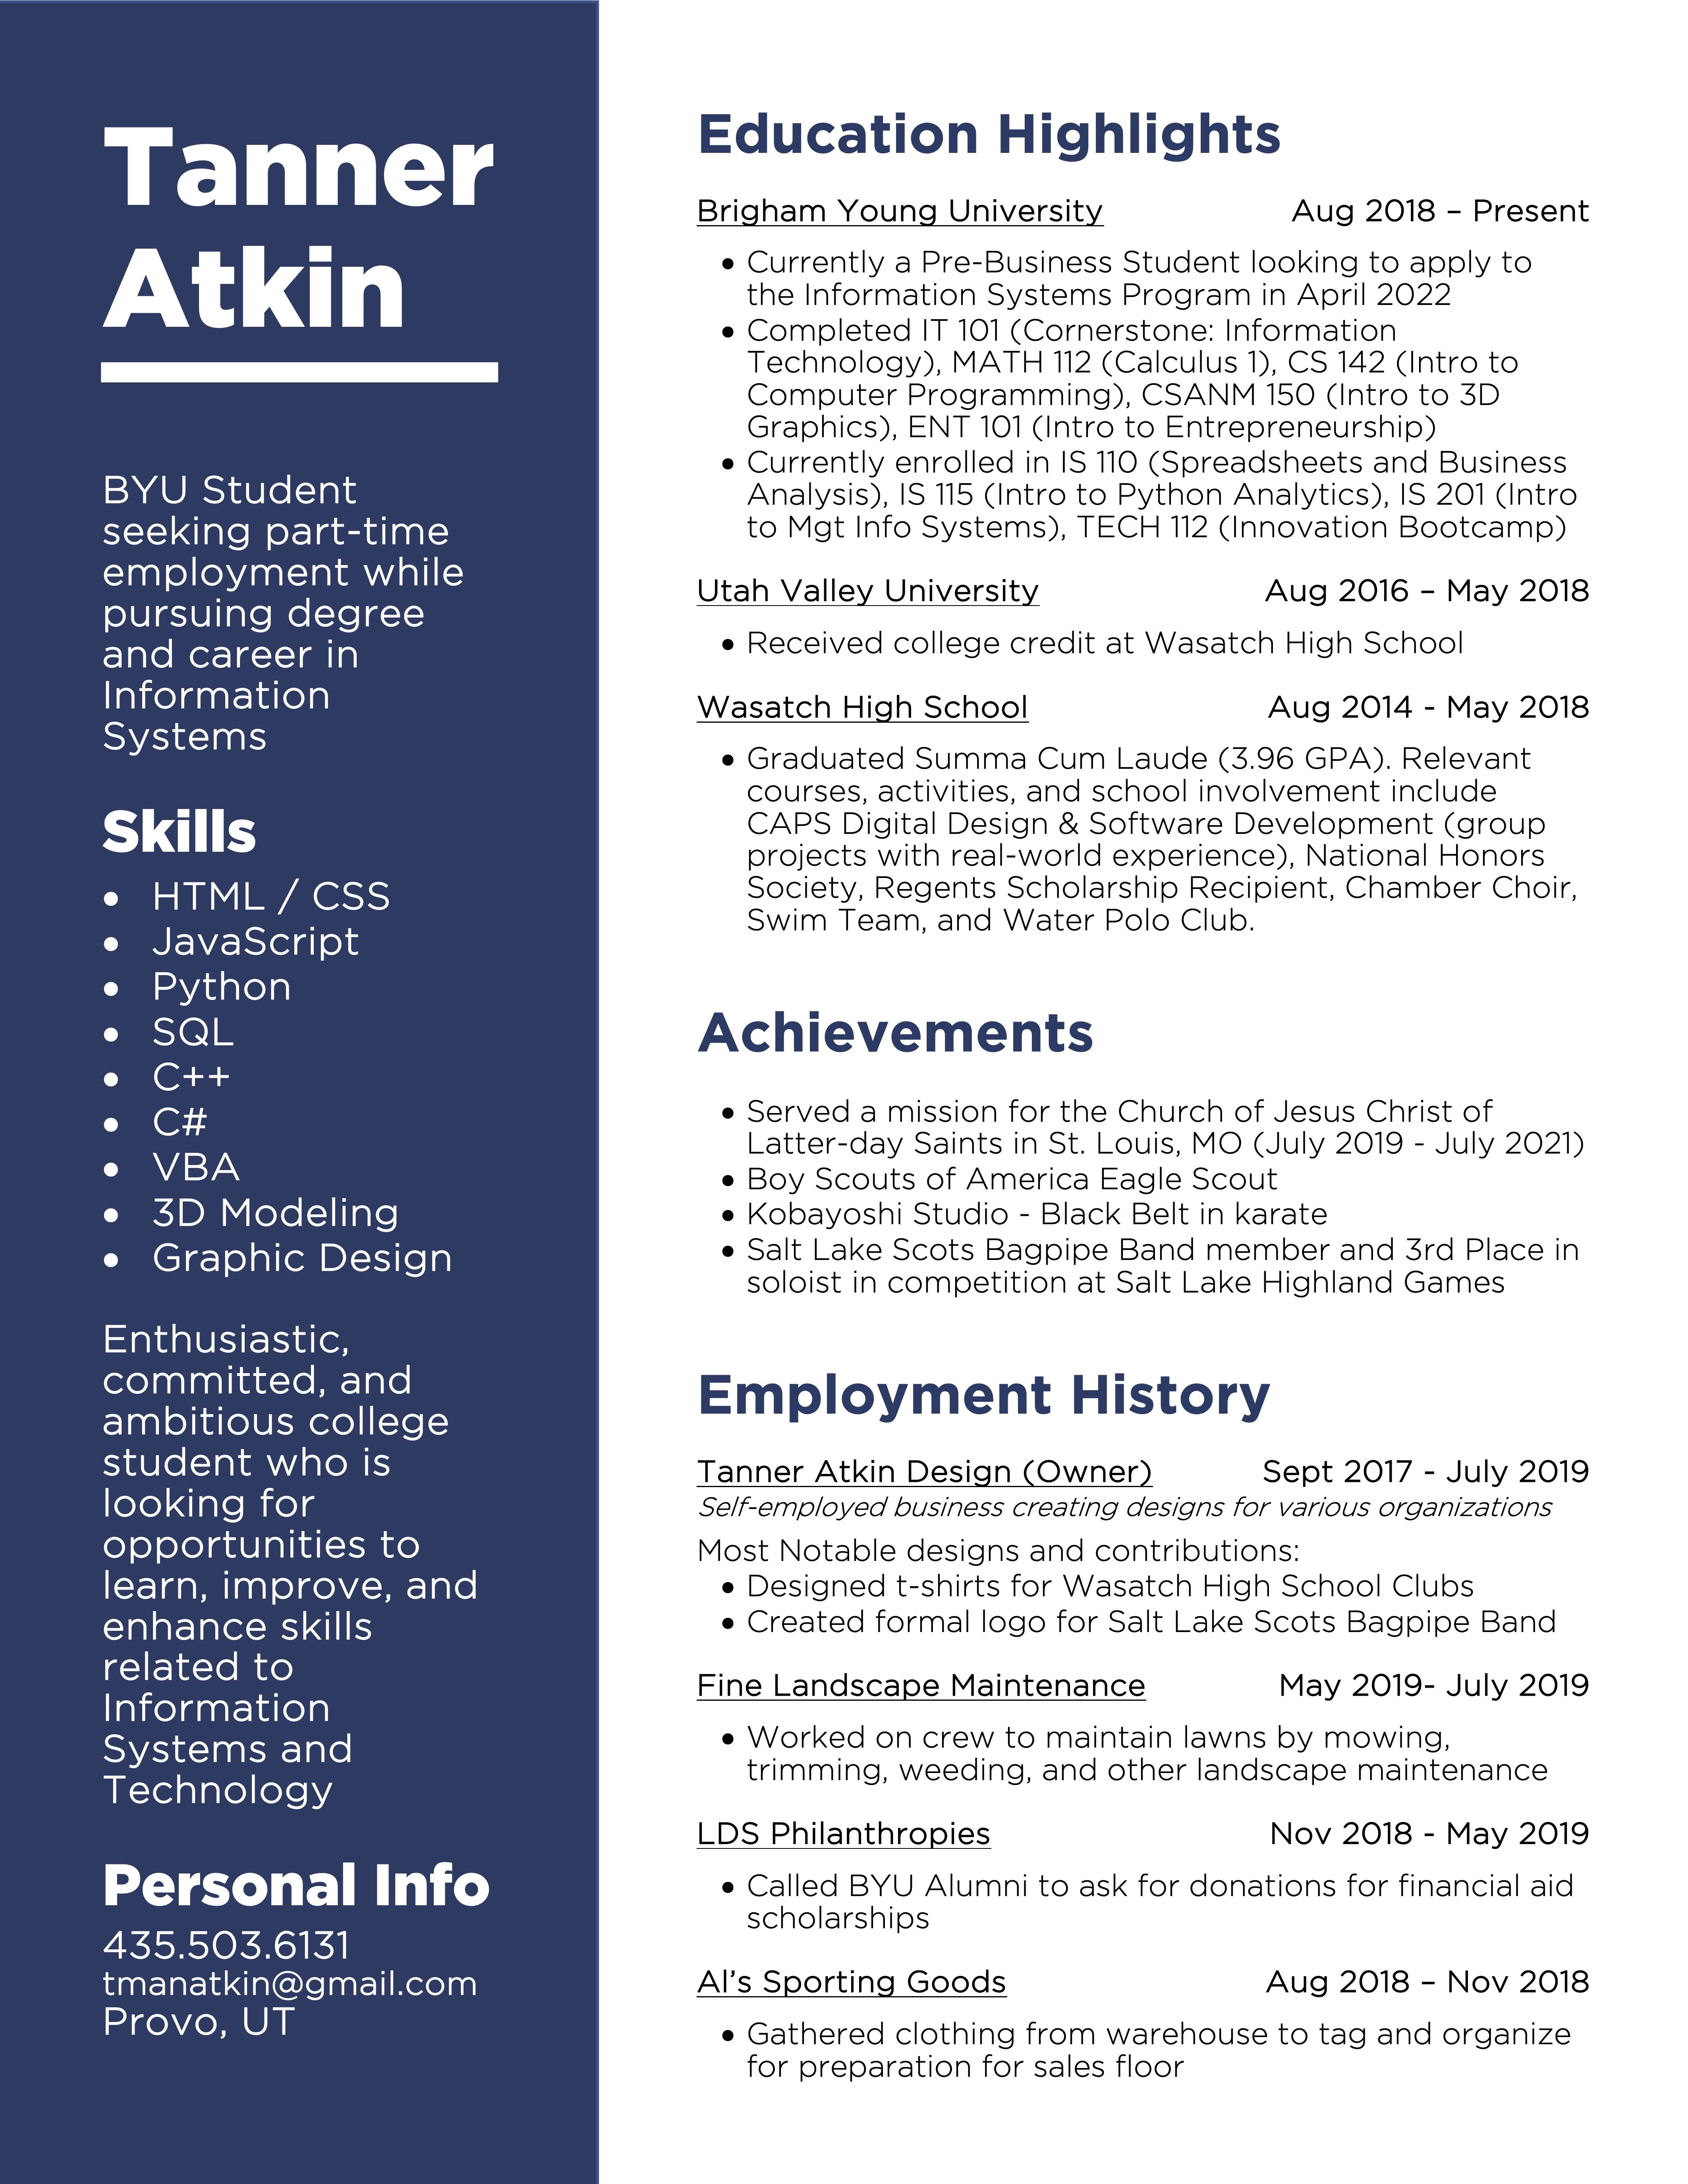 Tanner
Atkin
BYU Student
seeking part-time
employment while
pursuing degree
and career in
Information
Systems
Skills
• HTML / CSS
• JavaScript
• Python
• SQL
• C++
• C#
• VBA
• 3D Modeling
• Graphic Design
Enthusiastic,
committed, and
ambitious college
student who is
looking for
opportunities to
learn, improve, and
enhance skills
related to
Information
Systems and
Technology
Personal Info
435.503.6131
tmanatkin@gmail.com
Provo, UT
Education Highlights
Brigham Young University Aug 2018 – Present
• Currently a Pre-Business Student looking to apply to
the Information Systems Program in April 2022
• Completed IT 101 (Cornerstone: Information
Technology), MATH 112 (Calculus 1), CS 142 (Intro to
Computer Programming), CSANM 150 (Intro to 3D
Graphics), ENT 101 (Intro to Entrepreneurship)
• Currently enrolled in IS 110 (Spreadsheets and Business
Analysis), IS 115 (Intro to Python Analytics), IS 201 (Intro
to Mgt Info Systems), TECH 112 (Innovation Bootcamp)
Utah Valley University Aug 2016 – May 2018
• Received college credit at Wasatch High School
Wasatch High School Aug 2014 - May 2018
• Graduated Summa Cum Laude (3.96 GPA). Relevant
courses, activities, and school involvement include
CAPS Digital Design & Software Development (group
projects with real-world experience), National Honors
Society, Regents Scholarship Recipient, Chamber Choir,
Swim Team, and Water Polo Club.
Achievements
• Served a mission for the Church of Jesus Christ of
Latter-day Saints in St. Louis, MO (July 2019 - July 2021)
• Boy Scouts of America Eagle Scout
• Kobayoshi Studio - Black Belt in karate
• Salt Lake Scots Bagpipe Band member and 3rd Place in
soloist in competition at Salt Lake Highland Games
Employment History
Tanner Atkin Design (Owner) Sept 2017 - July 2019
Self-employed business creating designs for various organizations
Most Notable designs and contributions:
• Designed t-shirts for Wasatch High School Clubs
• Created formal logo for Salt Lake Scots Bagpipe Band
Fine Landscape Maintenance May 2019- July 2019
• Worked on crew to maintain lawns by mowing,
trimming, weeding, and other landscape maintenance
LDS Philanthropies Nov 2018 - May 2019
• Called BYU Alumni to ask for donations for financial aid
scholarships
Al’s Sporting Goods Aug 2018 – Nov 2018
• Gathered clothing from warehouse to tag and organize
for preparation for sales floor